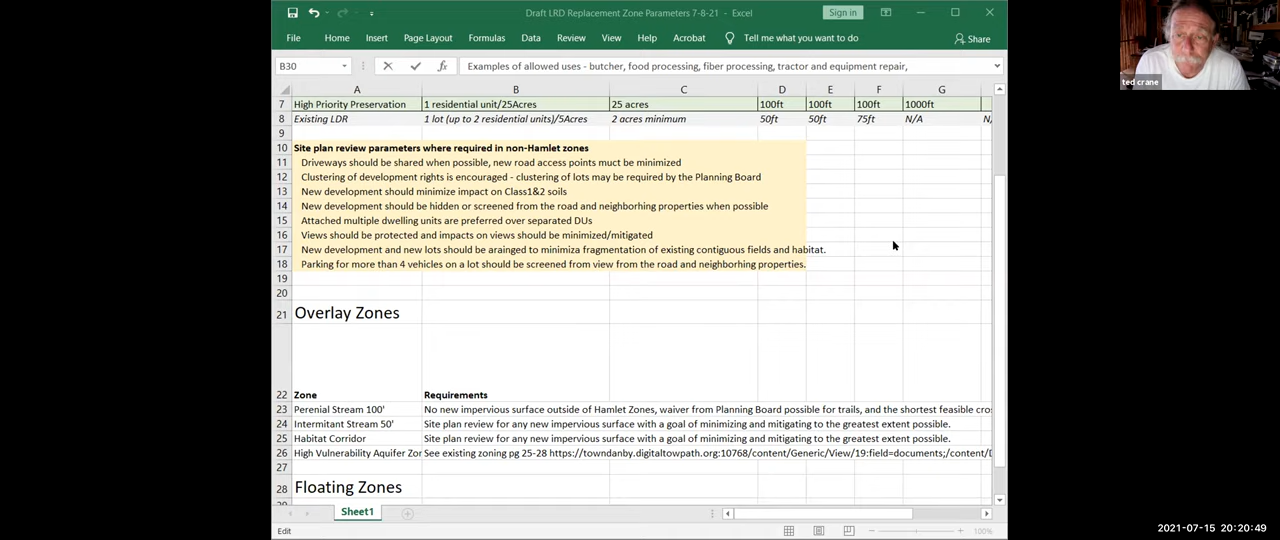 Draft LRD Replacement Zone Parameters 7-8-21 - Excel
Sign in
File Home Insert Page Layout Formulas Data Review View Help Acrobat Tell me what you want to do Share
B30 Examples of allowed uses - butcher, food processing, fiber processing, tractor and equipment repair,
ted crane
A B C D E F G
7 High Priority Preservation 1 residential unit/25Acres 25 acres 100ft 100ft 100ft 1000ft
8 Existing LDR 1 lot (up to 2 residential units)/5Acres 2 acres minimum 50ft 50ft 75ft N/A N/
9
10 Site plan review parameters where required in non-Hamlet zones
11 Driveways should be shared when possible, new road access points muct be minimized
12 Clustering of development rights is encouraged - clustering of lots may be required by the Planning Board
13 New development should minimize impact on Class1&2 soils
14 New development should be hidden or screened from the road and neighborhing properties when possible
15 Attached multiple dwelling units are preferred over separated DUs
16 Views should be protected and impacts on views should be minimized/mitigated
17 New development and new lots should be arainged to minimiza fragmentation of existing contiguous fields and habitat.
18 Parking for more than 4 vehicles on a lot should be screened from view from the road and neighborhing properties.
19
20
21 Overlay Zones
22 Zone Requirements
23 Perenial Stream 100' No new impervious surface outside of Hamlet Zones, waiver from Planning Board possible for trails, and the shortest feasible cros
24 Intermitant Stream 50' Site plan review for any new impervious surface with a goal of minimizing and mitigating to the greatest extent possible.
25 Habitat Corridor Site plan review for any new impervious surface with a goal of minimizing and mitigating to the greatest extent possible.
26 High Vulnerability Aquifer Zor See existing zoning pg 25-28 https://towndanby.digitaltowpath.org:10768/content/Generic/View/19:field=documents;/content/D
27
28 Floating Zones
Sheet1
Edit 100%
2021-07-15 20:20:49